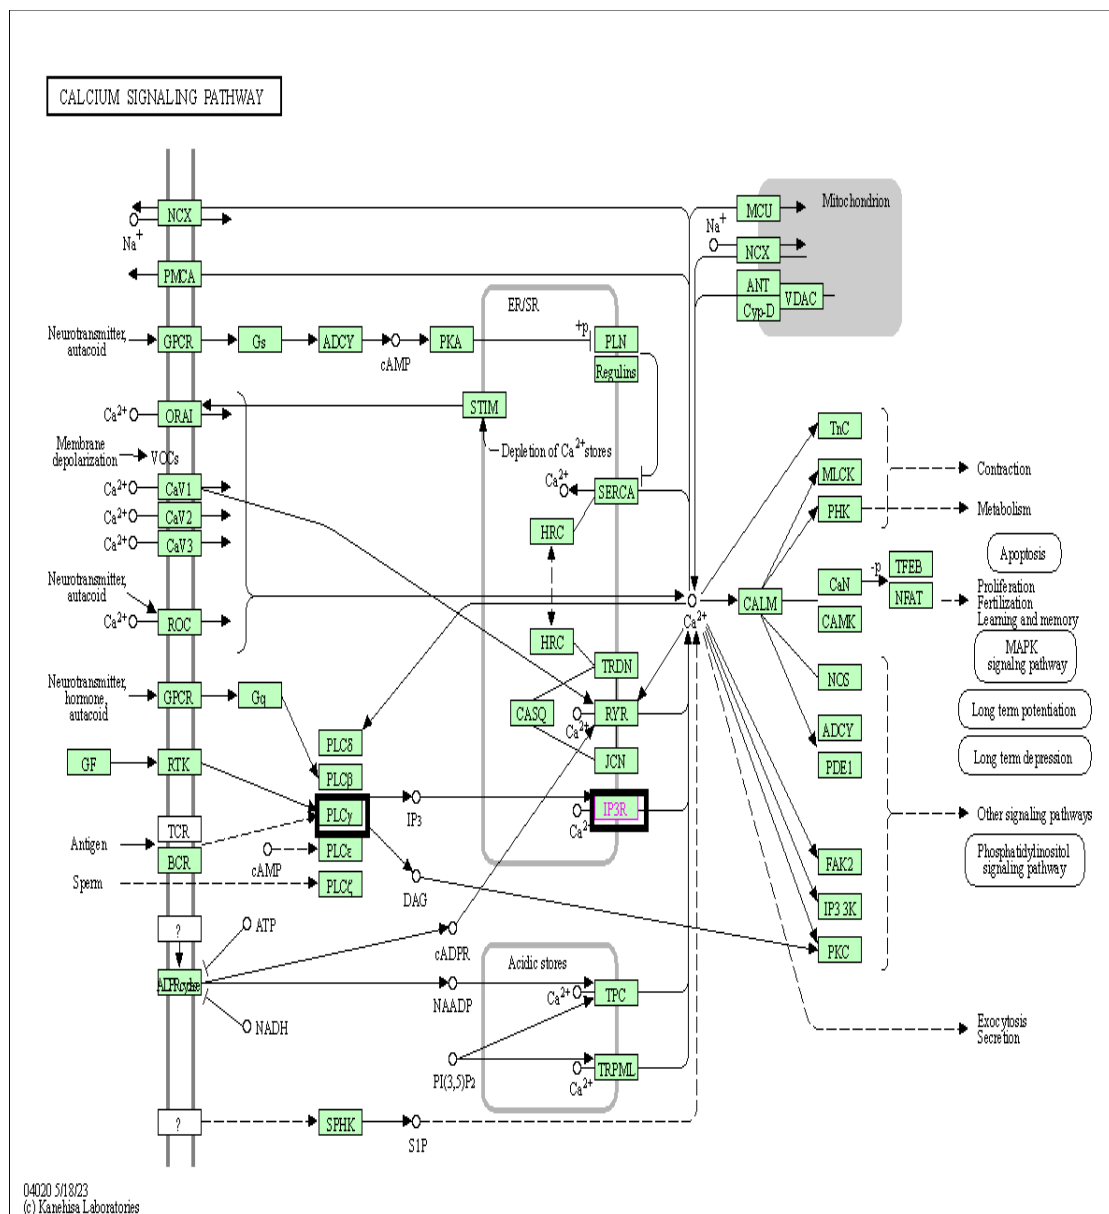 CALCIUM SIGNALING PATHWAY
NCX
Na+
PMCA
Neurotransmitter,
autacoid
GPCR
Gs
ADCY
cAMP
PKA
ER/SR
+p
PLN
Regulins
MCU
Mitochondrion
Na+
NCX
ANT
Cyp-D
VDAC
Ca2+
ORAI
STIM
Depletion of Ca2+ stores
Membrane
depolarization
VOCs
Ca2+
CaV1
Ca2+
CaV2
Ca2+
CaV3
Ca2+
SERCA
HRC
HRC
Neurotransmitter,
autacoid
Ca2+
ROC
Ca2+
CALM
TnC
MLCK
PHK
Contraction
Metabolism
CaN
-p
TFEB
NFAT
CAMK
Apoptosis
Proliferation
Fertilization
Learning and memory
MAPK
signalng pathway
NOS
ADCY
PDE1
Long term potentiation
Long term depression
Other signaling pathways
Phosphatidylinositol
signaling pathway
FAK2
IP3 3K
PKC
Exocytosis
Secretion
Neurotransmitter,
hormone
autacoid
GPCR
Gq
TRDN
CASQ
RYR
Ca2+
JCN
PLCδ
PLCβ
GF
RTK
PLCγ
IP3
IP3R
Ca2+
Antigen
TCR
BCR
cAMP
PLCε
Sperm
PLCζ
DAG
?
ATP
cADPR
NAADP
NADH
Acidic stores
Ca2+
TPC
PI(3,5)P2
Ca2+
TRPML
?
SPHK
S1P
04020 5/18/23
(c) Kanehisa Laboratories